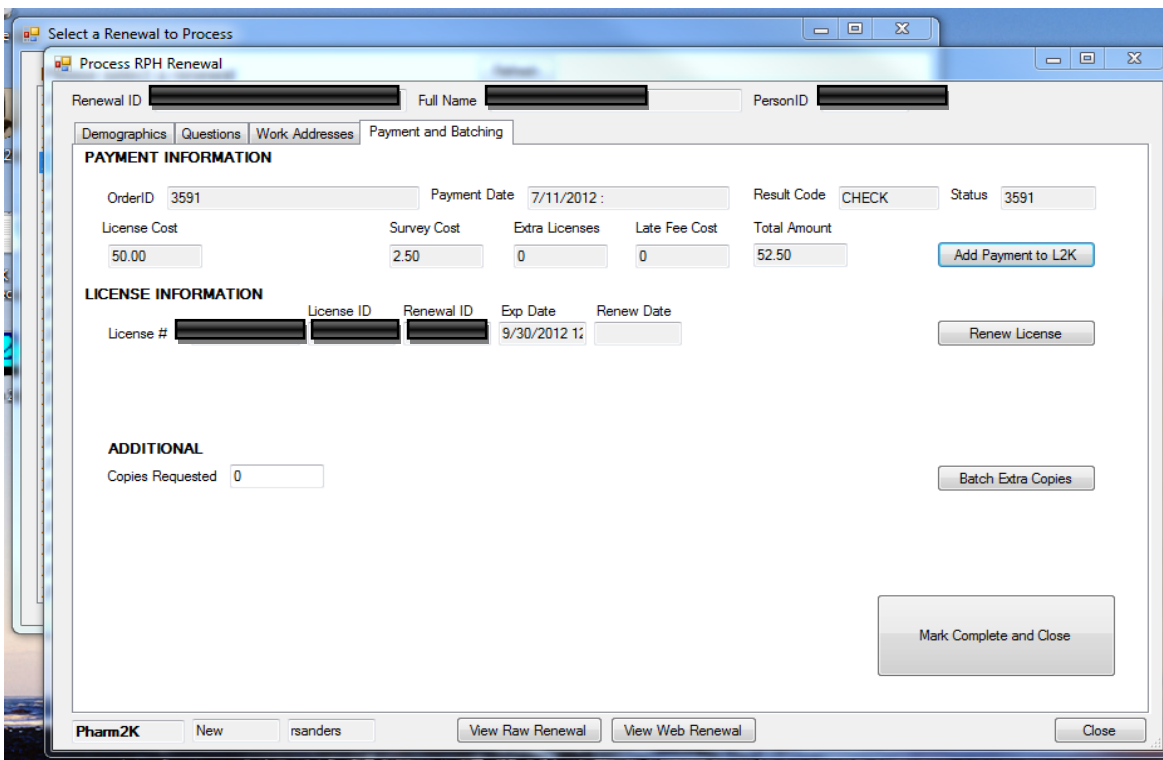 Select a Renewal to Process
Process RPH Renewal
Renewal ID Full Name PersonID
Demographics Questions Work Addresses Payment and Batching
PAYMENT INFORMATION
OrderID 3591 Payment Date 7/11/2012 : Result Code CHECK Status 3591
License Cost Survey Cost Extra Licenses Late Fee Cost Total Amount
50.00 2.50 0 0 52.50 Add Payment to L2K
LICENSE INFORMATION
License ID Renewal ID Exp Date Renew Date
License # 9/30/2012 12 Renew License
ADDITIONAL
Copies Requested 0 Batch Extra Copies
Mark Complete and Close
Pharm2K New rsanders View Raw Renewal View Web Renewal Close